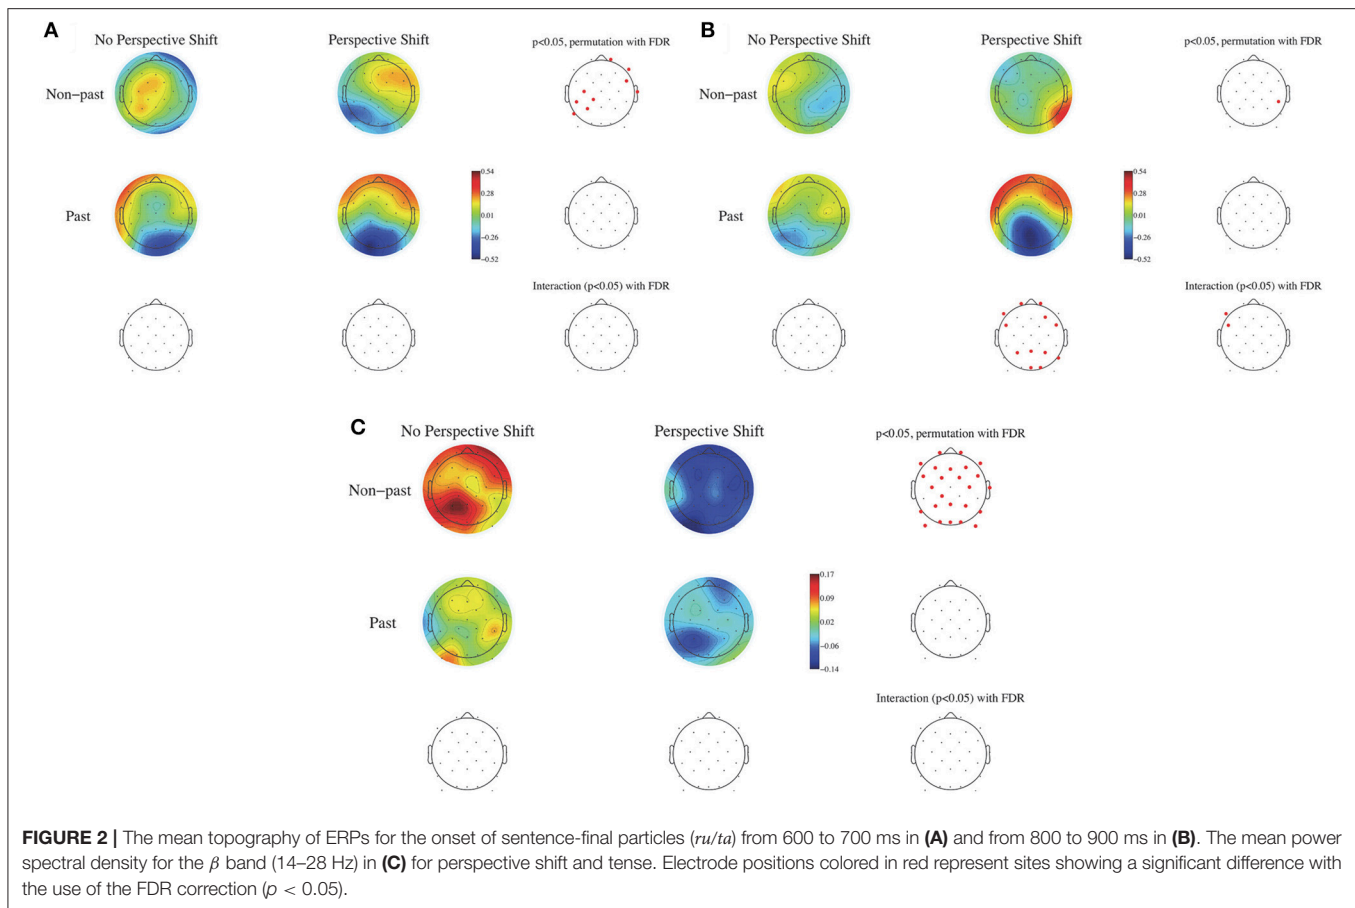 A
No Perspective Shift
Perspective Shift
p<0.05, permutation with FDR
Non-past
Past
0.54
0.28
0.01
-0.26
-0.52
Interaction (p<0.05) with FDR
B
No Perspective Shift
Perspective Shift
p<0.05, permutation with FDR
Non-past
Past
0.54
0.28
0.01
-0.26
-0.52
Interaction (p<0.05) with FDR
C
No Perspective Shift
Perspective Shift
p<0.05, permutation with FDR
Non-past
Past
0.17
0.09
0.02
-0.06
-0.14
Interaction (p<0.05) with FDR
FIGURE 2 | The mean topography of ERPs for the onset of sentence-final particles (ru/ta) from 600 to 700 ms in (A) and from 800 to 900 ms in (B). The mean power
spectral density for the β band (14–28 Hz) in (C) for perspective shift and tense. Electrode positions colored in red represent sites showing a significant difference with
the use of the FDR correction (p < 0.05).